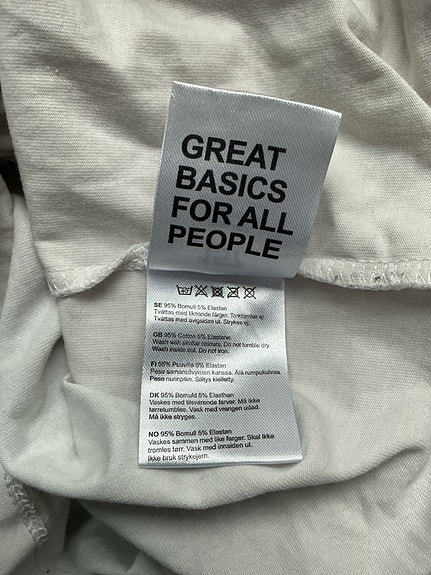 GREAT
BASICS
FOR ALL
PEOPLE
SE 95% Bomull 5% Elastan
Tvättas med liknande färger. Torktumlas ej.
Tvättas med avigsidan ut. Strykes ej.
GB 95% Cotton 5% Elastane
Wash with similar colours. Do not tumble dry.
Wash inside out. Do not iron.
FI 95% Puuvilla 5% Elastaani
Pese samansävyisten kanssa. Älä rumpukuivaa.
Pese nurinpäin. Silitys kielletty.
DK 95% Bomuld 5% Elasthan
Vaskes med tilsvarende farver. Må ikke
tørretumbles. Vask med vrangen udad.
Må ikke stryges.
NO 95% Bomull 5% Elastan
Vaskes sammen med like farger. Skal ikke
tromles tørr. Vask med innsiden ut.
Ikke bruk strykejern.